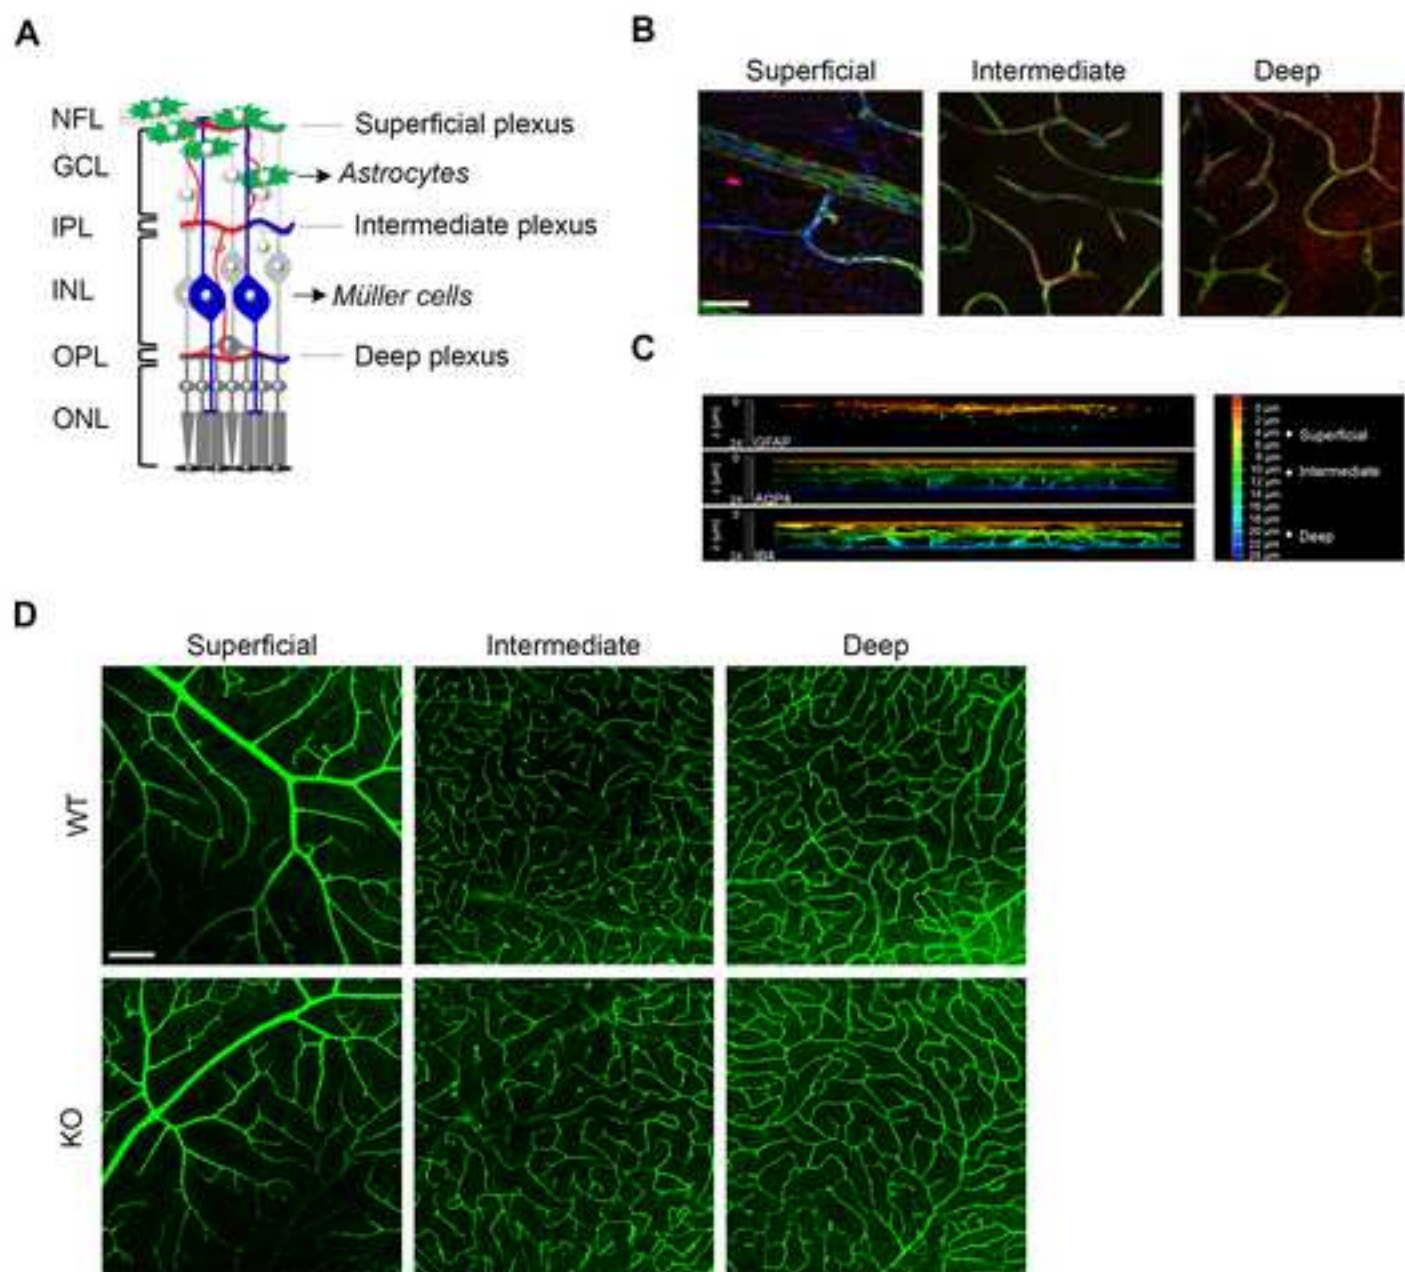 A
NFL
Superficial plexus
GCL
Astrocytes
IPL
Intermediate plexus
INL
Müller cells
OPL
Deep plexus
ONL
B
Superficial Intermediate Deep
C
GFAP
AQP4
IB4
Superficial
Intermediate
Deep
D
Superficial Intermediate Deep
WT
KO